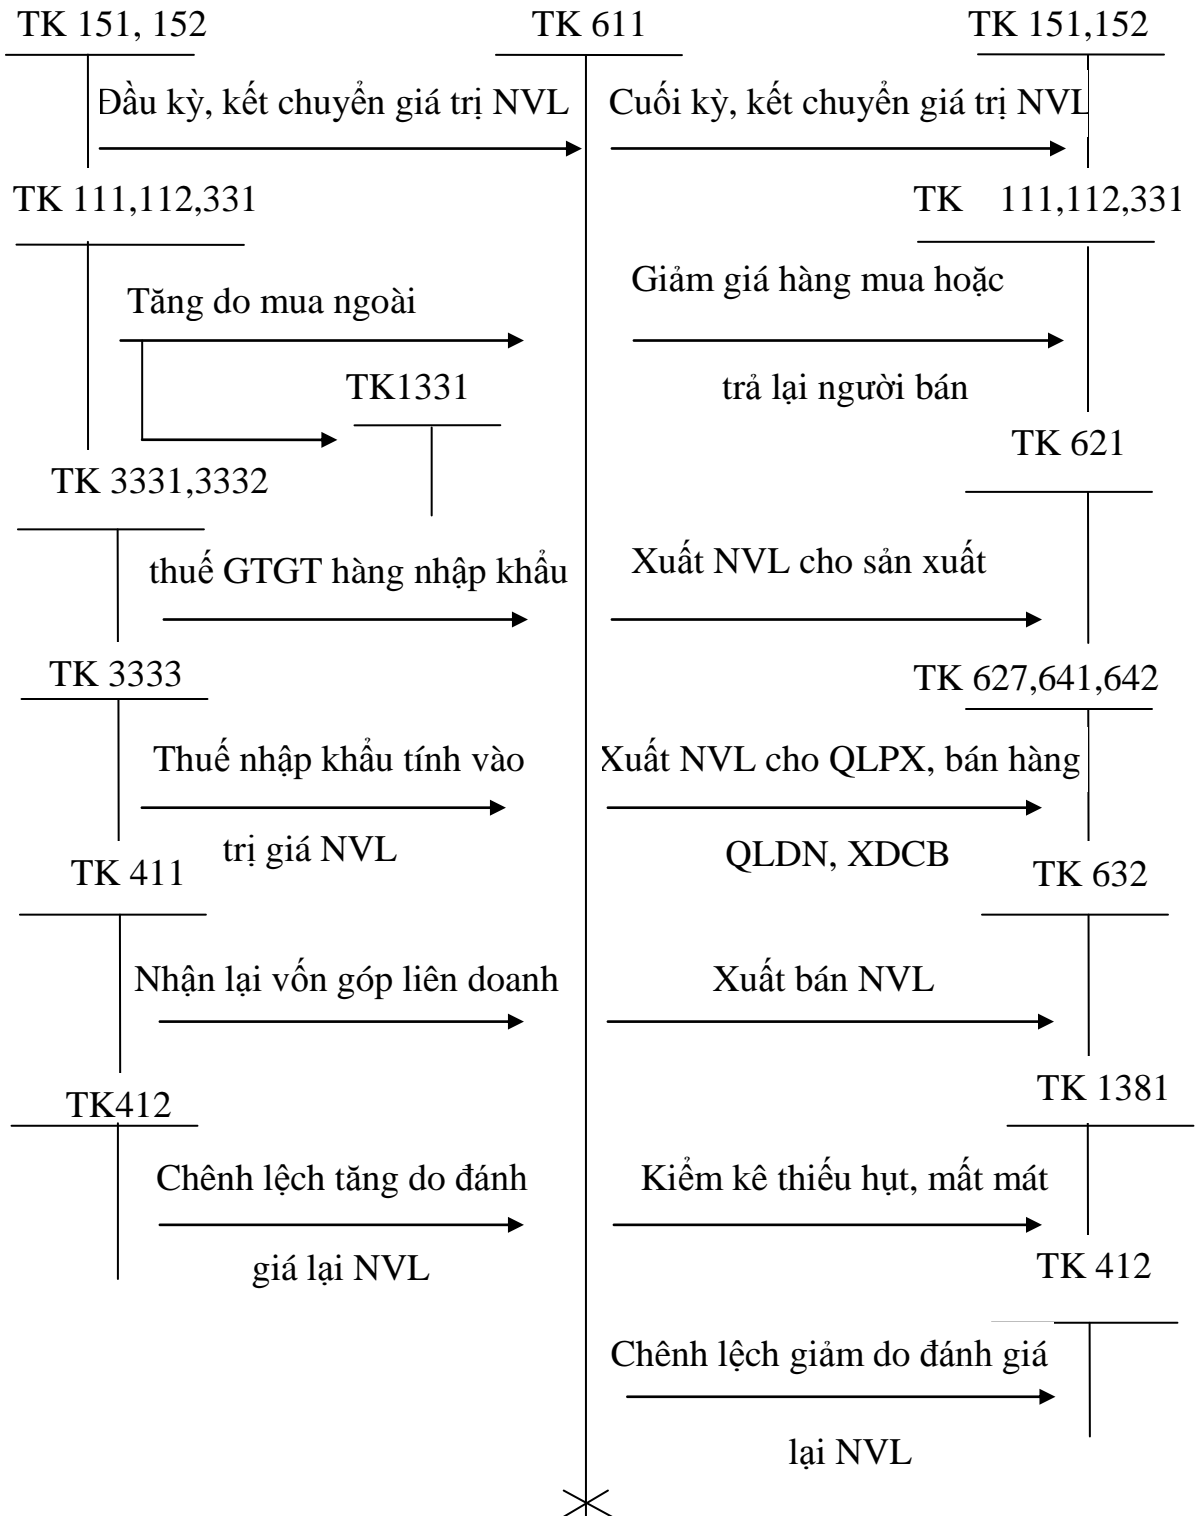 TK 151, 152
TK 611
TK 151,152
Đầu kỳ, kết chuyển giá trị NVL
Cuối kỳ, kết chuyển giá trị NVL
TK 111,112,331
TK 111,112,331
Tăng do mua ngoài
Giảm giá hàng mua hoặc
TK1331
trả lại người bán
TK 3331,3332
TK 621
thuế GTGT hàng nhập khẩu
Xuất NVL cho sản xuất
TK 3333
TK 627,641,642
Thuế nhập khẩu tính vào
Xuất NVL cho QLPX, bán hàng
trị giá NVL
QLDN, XDCB
TK 411
TK 632
Nhận lại vốn góp liên doanh
Xuất bán NVL
TK412
TK 1381
Chênh lệch tăng do đánh
Kiểm kê thiếu hụt, mất mát
giá lại NVL
TK 412
Chênh lệch giảm do đánh giá
lại NVL